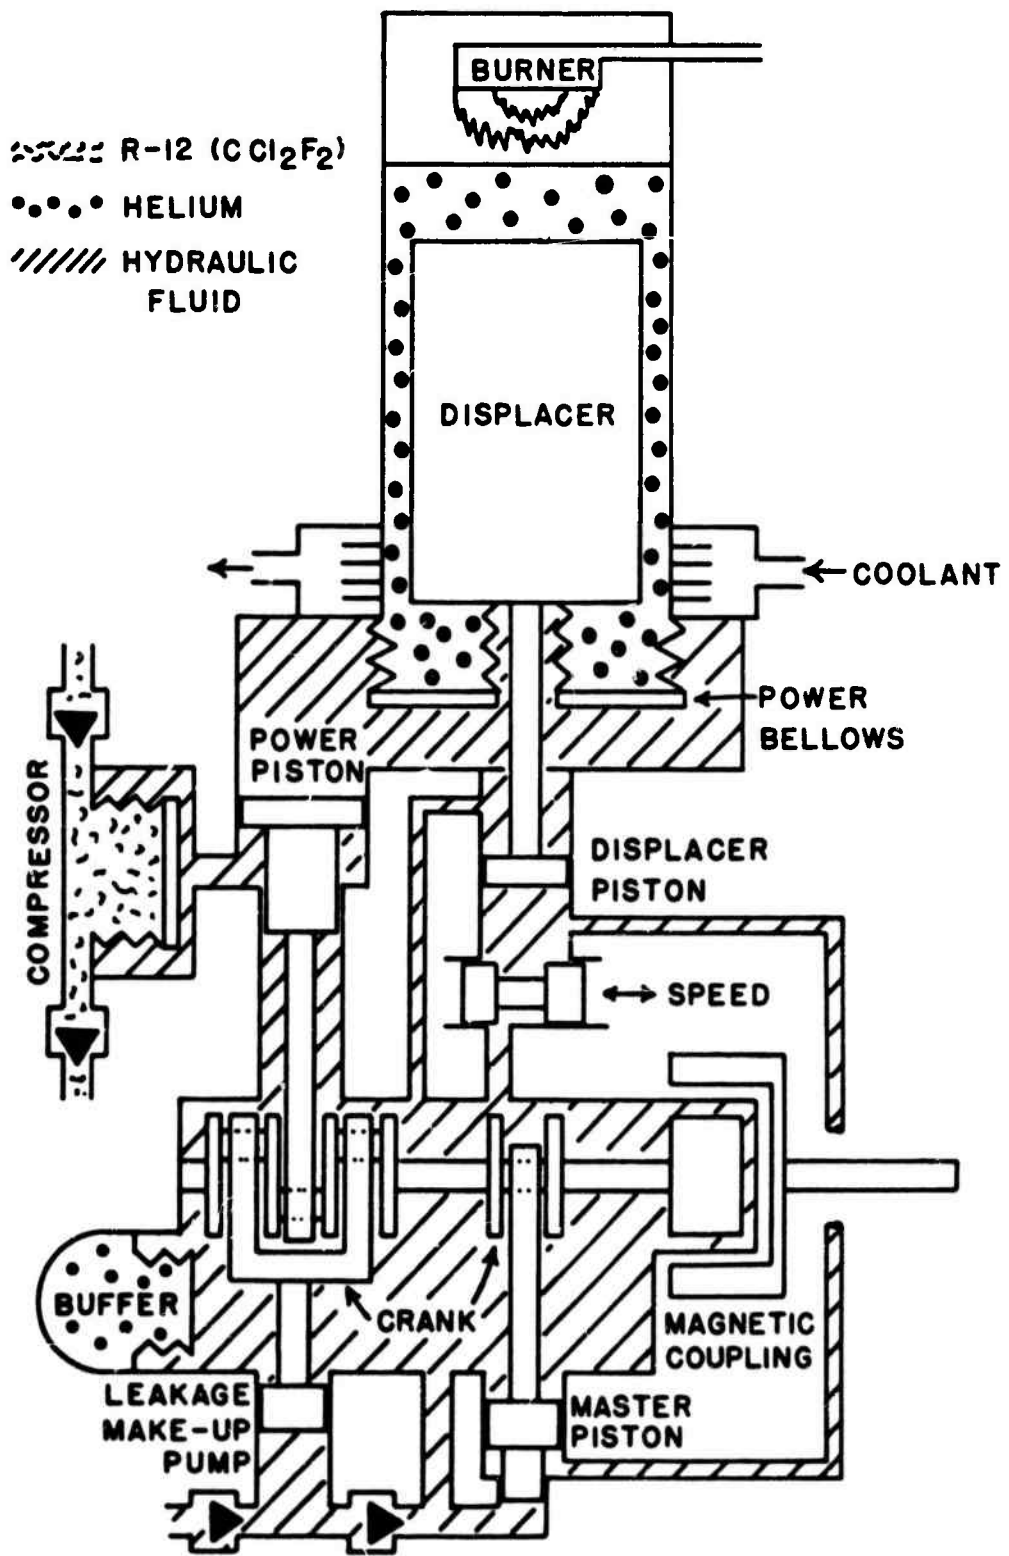 BURNER
R-12 (CCl2F2)
HELIUM
HYDRAULIC
FLUID
DISPLACER
COOLANT
POWER
BELLOWS
POWER
PISTON
COMPRESSOR
DISPLACER
PISTON
SPEED
BUFFER
CRANK
MAGNETIC
COUPLING
LEAKAGE
MAKE-UP
PUMP
MASTER
PISTON